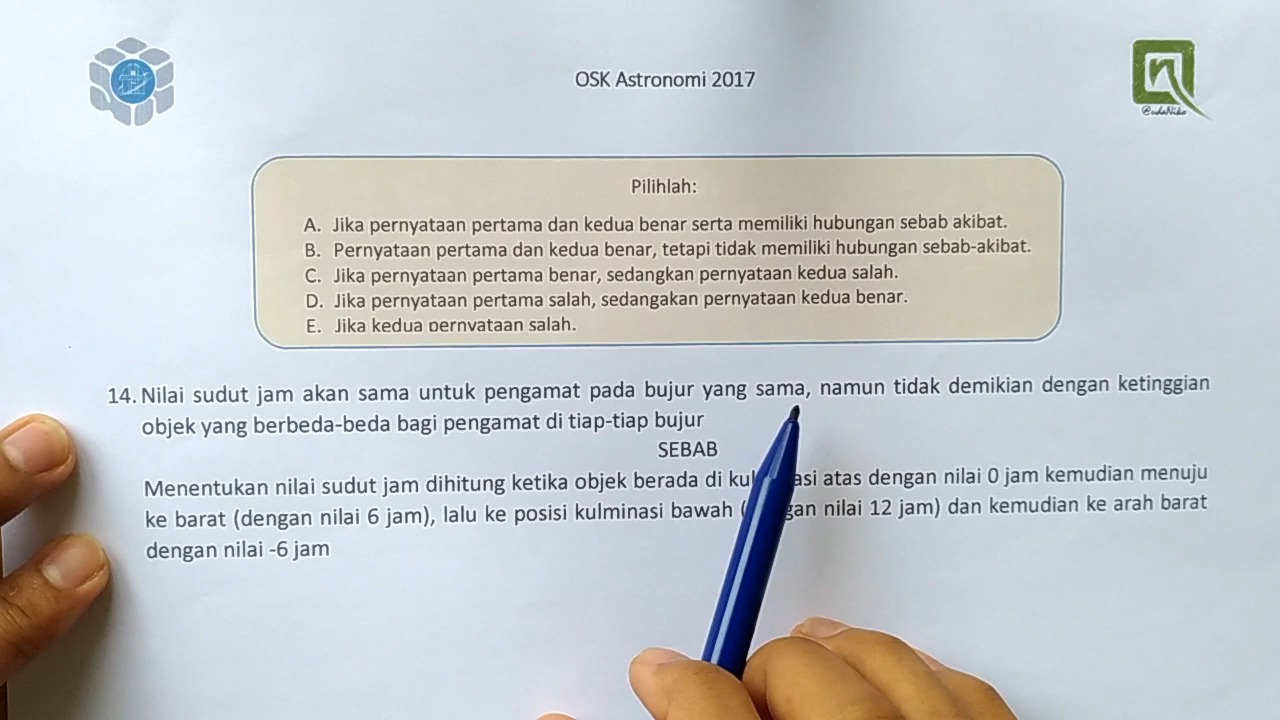 OSK Astronomi 2017
@udaNiko
Pilihlah:
A. Jika pernyataan pertama dan kedua benar serta memiliki hubungan sebab akibat.
B. Pernyataan pertama dan kedua benar, tetapi tidak memiliki hubungan sebab-akibat.
C. Jika pernyataan pertama benar, sedangkan pernyataan kedua salah.
D. Jika pernyataan pertama salah, sedangakan pernyataan kedua benar.
E. Jika kedua pernyataan salah.
14. Nilai sudut jam akan sama untuk pengamat pada bujur yang sama, namun tidak demikian dengan ketinggian
objek yang berbeda-beda bagi pengamat di tiap-tiap bujur
SEBAB
Menentukan nilai sudut jam dihitung ketika objek berada di kul asi atas dengan nilai 0 jam kemudian menuju
ke barat (dengan nilai 6 jam), lalu ke posisi kulminasi bawah ( gan nilai 12 jam) dan kemudian ke arah barat
dengan nilai -6 jam